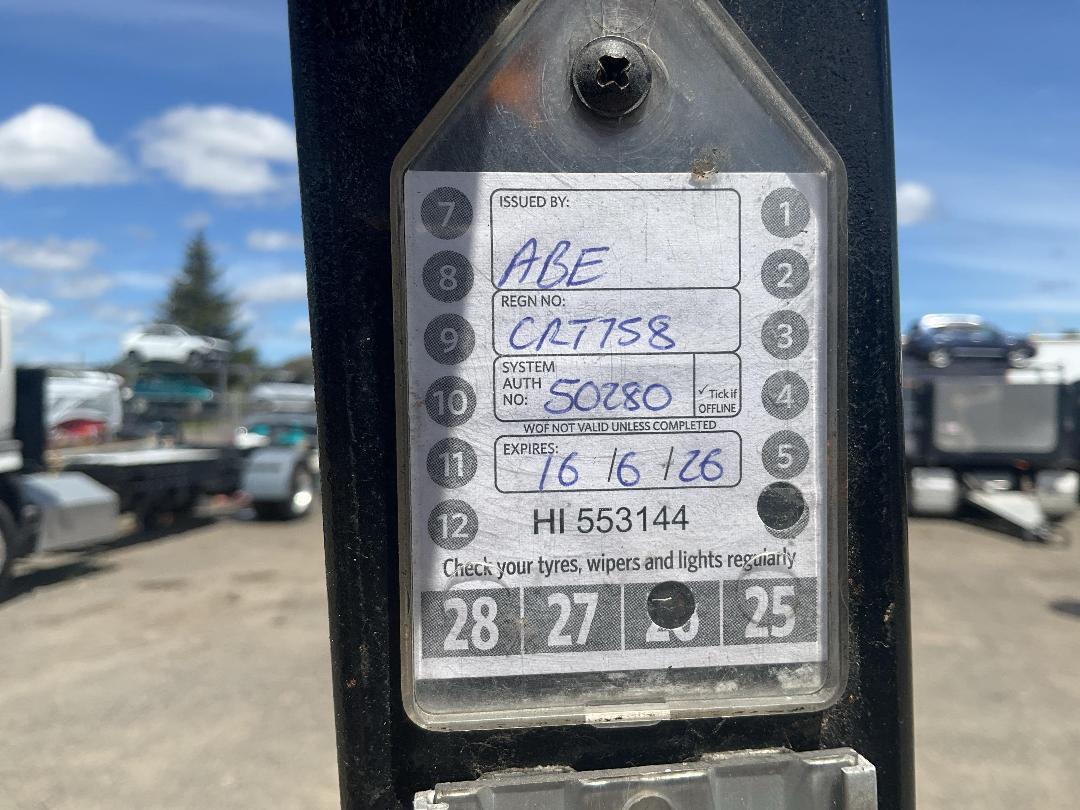 ISSUED BY:
ABE
REGN NO:
CRT758
SYSTEM
AUTH
NO: 50280
✓Tick if
OFFLINE
WOF NOT VALID UNLESS COMPLETED
EXPIRES:
16/6/26
HI 553144
Check your tyres, wipers and lights regularly
7
8
9
10
11
12
1
2
3
4
5
28 27 26 25